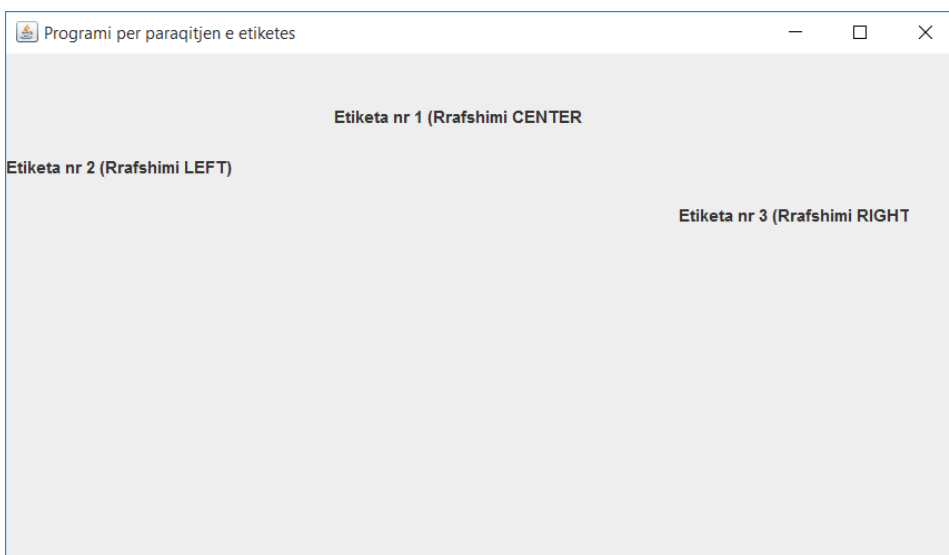 Programi per paraqitjen e etiketes
Etiketa nr 1 (Rrafshimi CENTER
Etiketa nr 2 (Rrafshimi LEFT)
Etiketa nr 3 (Rrafshimi RIGHT